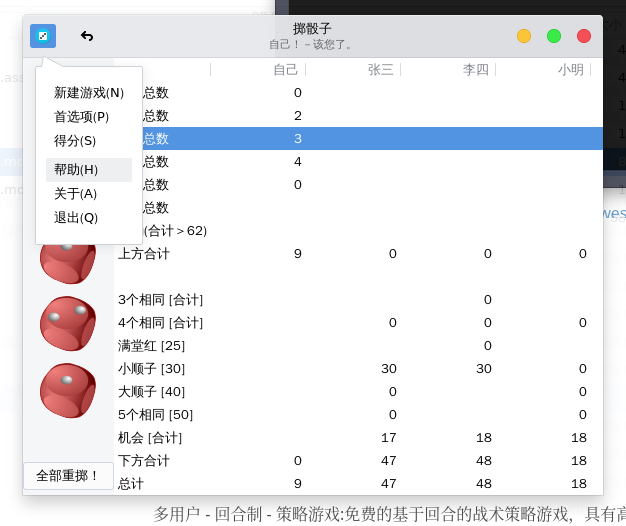 掷骰子
自己！－该您了。
自己 张三 李四 小明
新建游戏(N)
首选项(P)
得分(S)
帮助(H)
关于(A)
退出(Q)
总数 0
总数 2
总数 3
总数 4
总数 0
总数
(合计＞62)
上方合计 9 0 0 0
3个相同 [合计] 0
4个相同 [合计] 0 0 0
满堂红 [25] 0
小顺子 [30] 30 30 0
大顺子 [40] 0 0
5个相同 [50] 0 0
机会 [合计] 17 18 18
下方合计 0 47 48 18
总计 9 47 48 18
全部重掷！
多用户 - 回合制 - 策略游戏:免费的基于回合的战术策略游戏，具有高